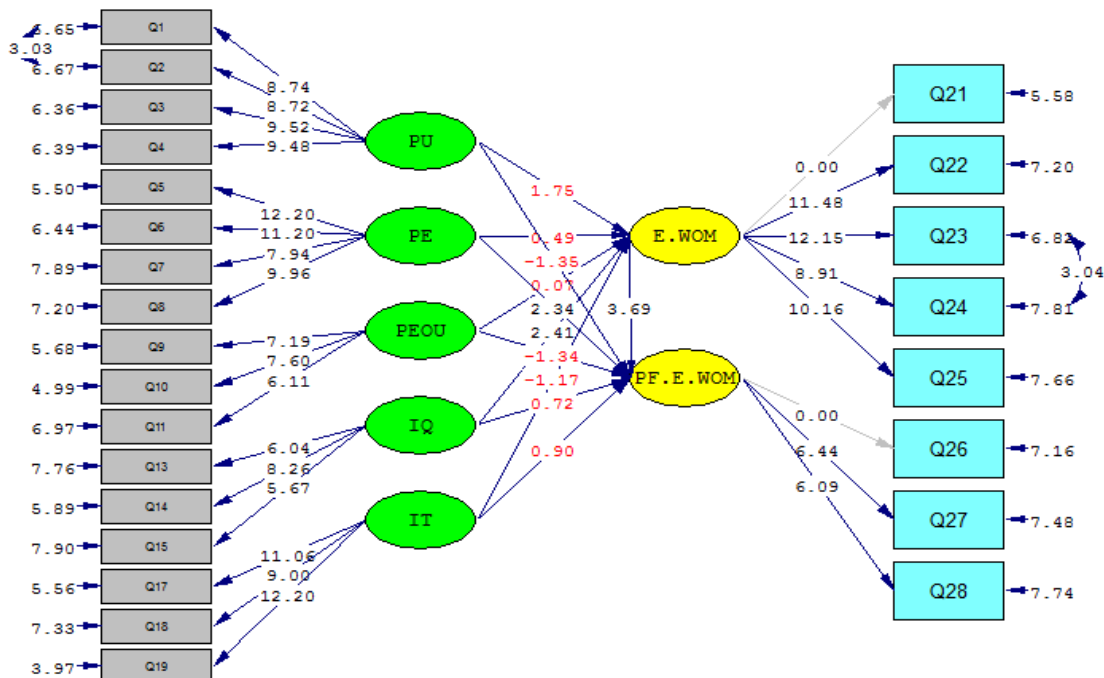 5.65 Q1
3.03
6.67 Q2
8.74
6.36 Q3
8.72
9.52
6.39 Q4
9.48
PU
5.50 Q5
12.20
6.44 Q6
11.20
7.89 Q7
7.94
7.20 Q8
9.96
PE
5.68 Q9
7.19
4.99 Q10
7.60
6.97 Q11
6.11
PEOU
7.76 Q13
6.04
5.89 Q14
8.26
7.90 Q15
5.67
IQ
5.56 Q17
11.06
7.33 Q18
9.00
3.97 Q19
12.20
IT
1.75
0.49
-1.35
0.07
2.34
2.41
-1.34
-1.17
0.72
0.90
3.69
E.WOM
PF.E.WOM
0.00
Q21 5.58
11.48
Q22 7.20
12.15
Q23 6.82
3.04
8.91
Q24 7.81
10.16
Q25 7.66
0.00
Q26 7.16
6.44
Q27 7.48
6.09
Q28 7.74